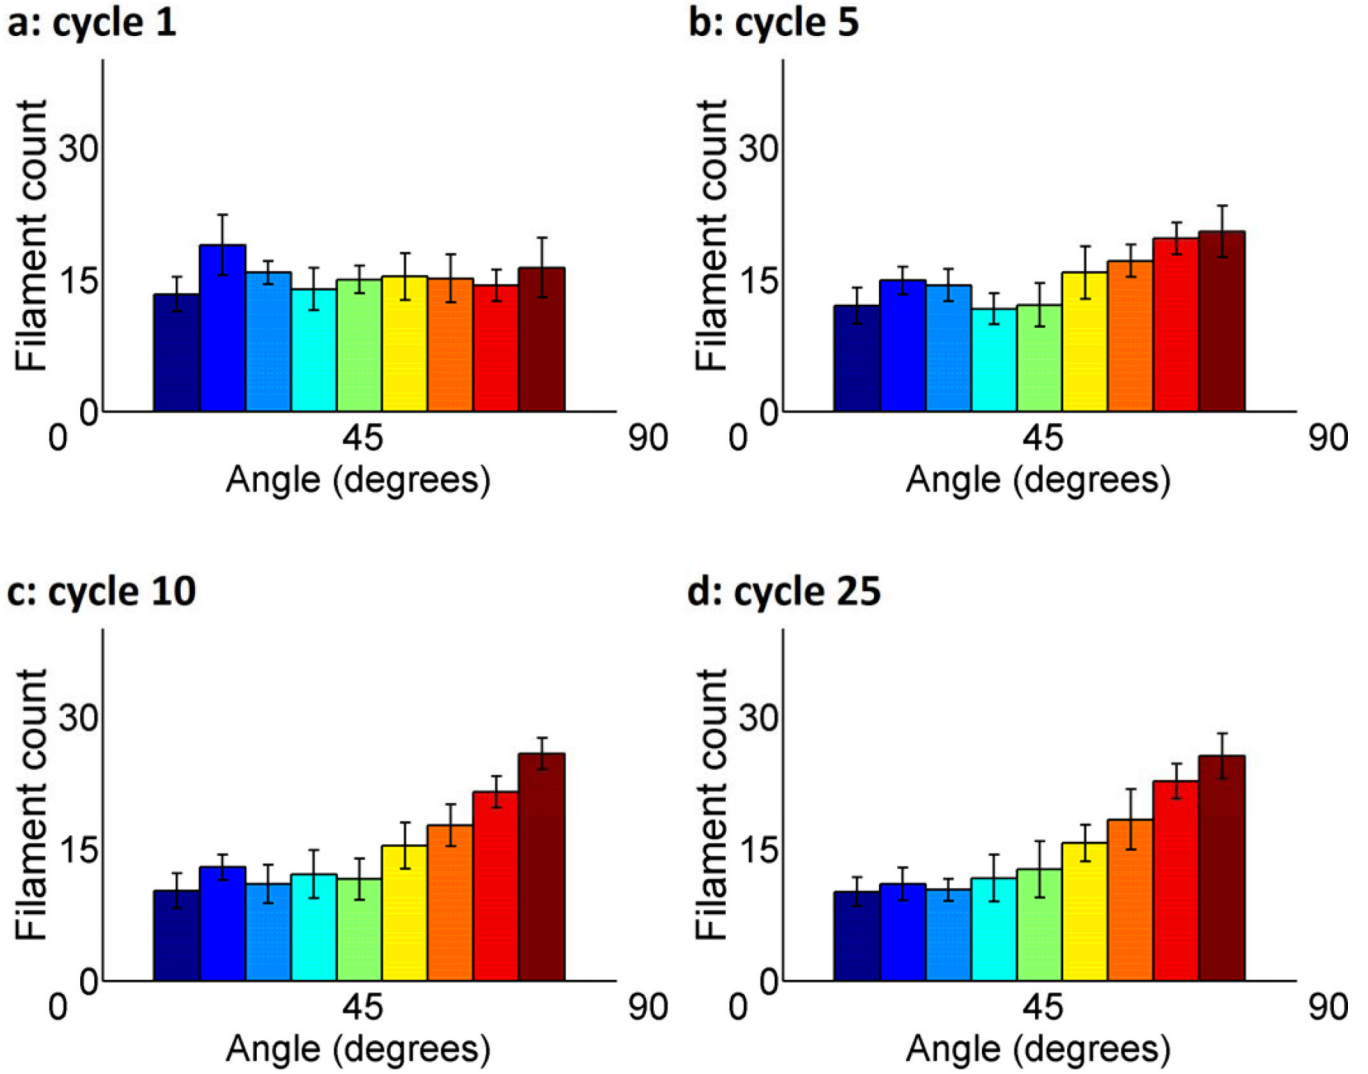 a: cycle 1
Filament count
30
15
0
0 45 90
Angle (degrees)
b: cycle 5
Filament count
30
15
0
0 45 90
Angle (degrees)
c: cycle 10
Filament count
30
15
0
0 45 90
Angle (degrees)
d: cycle 25
Filament count
30
15
0
0 45 90
Angle (degrees)